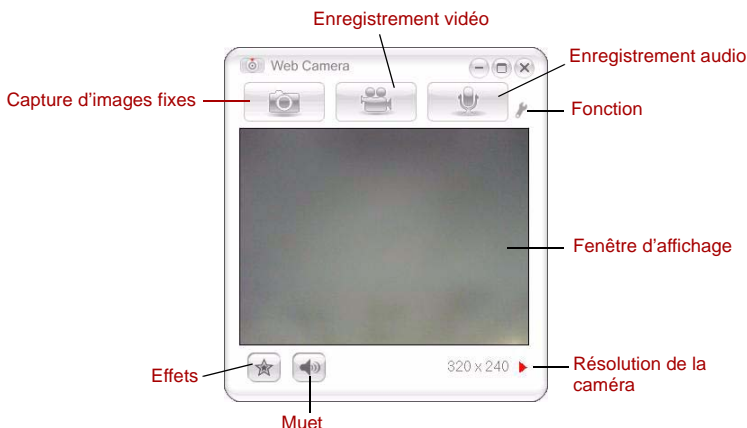 Enregistrement vidéo
Enregistrement audio
Web Camera
Capture d'images fixes
Fonction
Fenêtre d'affichage
320 x 240
Résolution de la
caméra
Effets
Muet